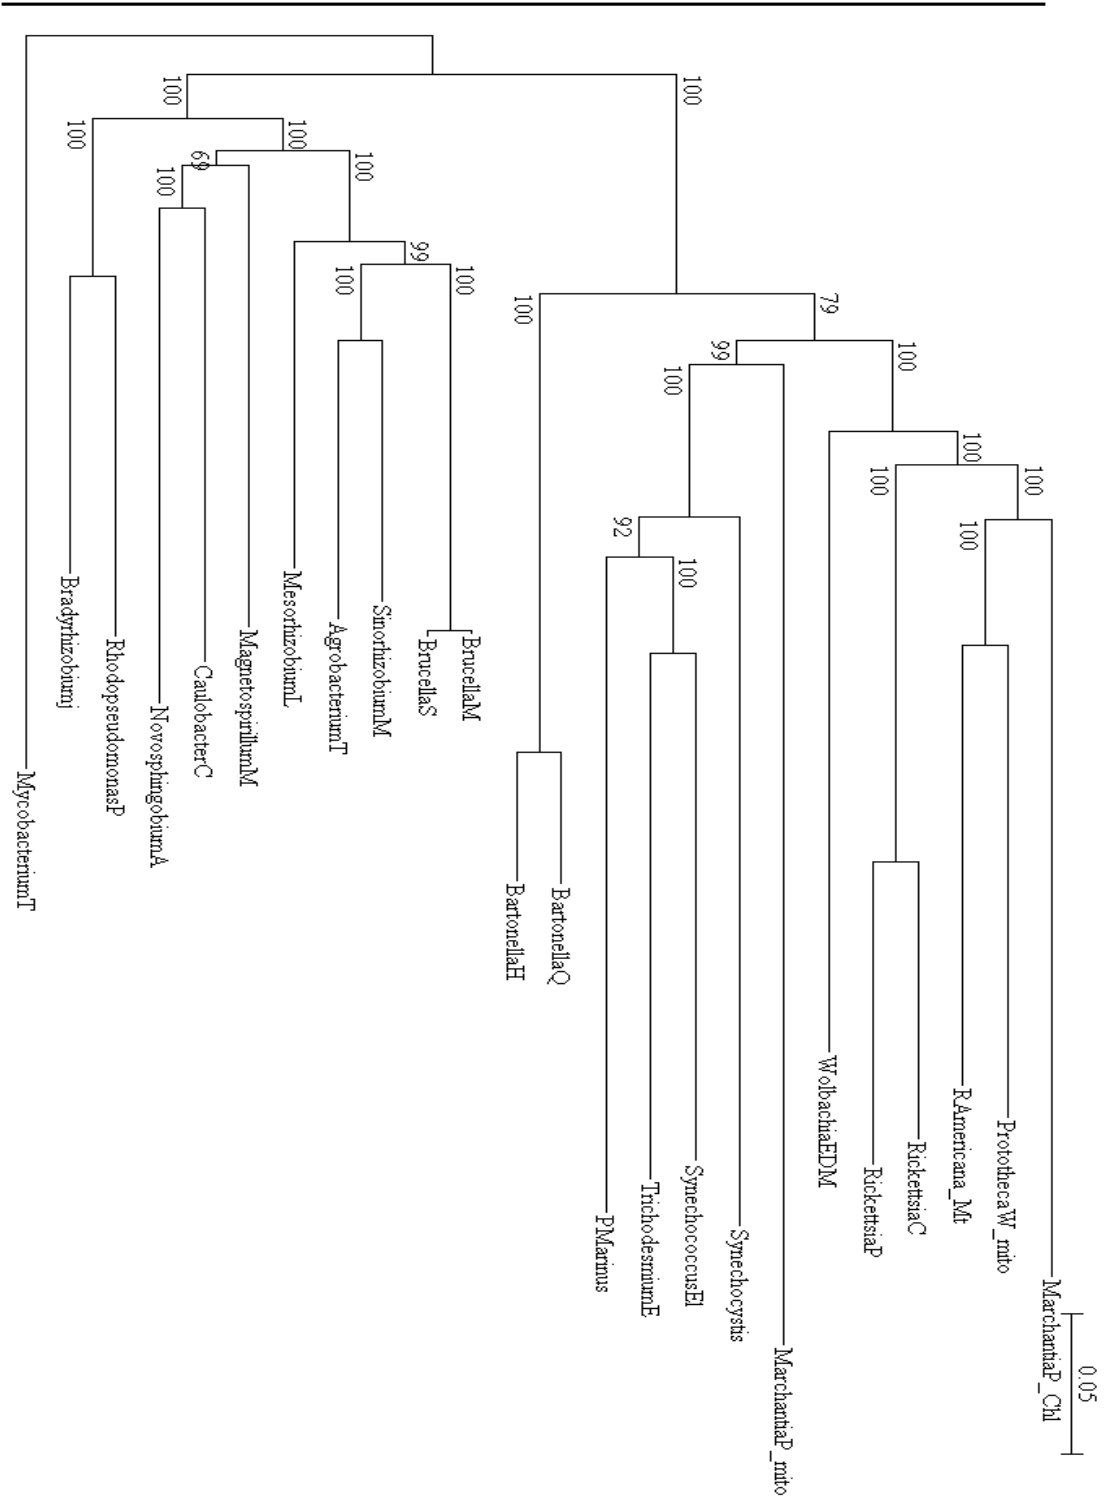 0.05
MarchantiaP_Chl
100
ProtothecaW_mito
100
100
RAmericana_Mt
RickettsiaC
100
100
RickettsiaP
WolbachiaEDM
79
MarchantiaP_mito
Synechocystis
99
100
SynechococcusEl
100
100
TrichodesmiumE
92
PMarinus
BartonellaQ
100
BartonellaH
BrucellaM
100
BrucellaS
99
SinorhizobiumM
100
100
AgrobacteriumT
100
MesorhizobiumL
MagnetospirillumM
69
CaulobacterC
100
100
NovosphingobiumA
RhodopseudomonasP
100
Bradyrhizobiumj
MycobacteriumT